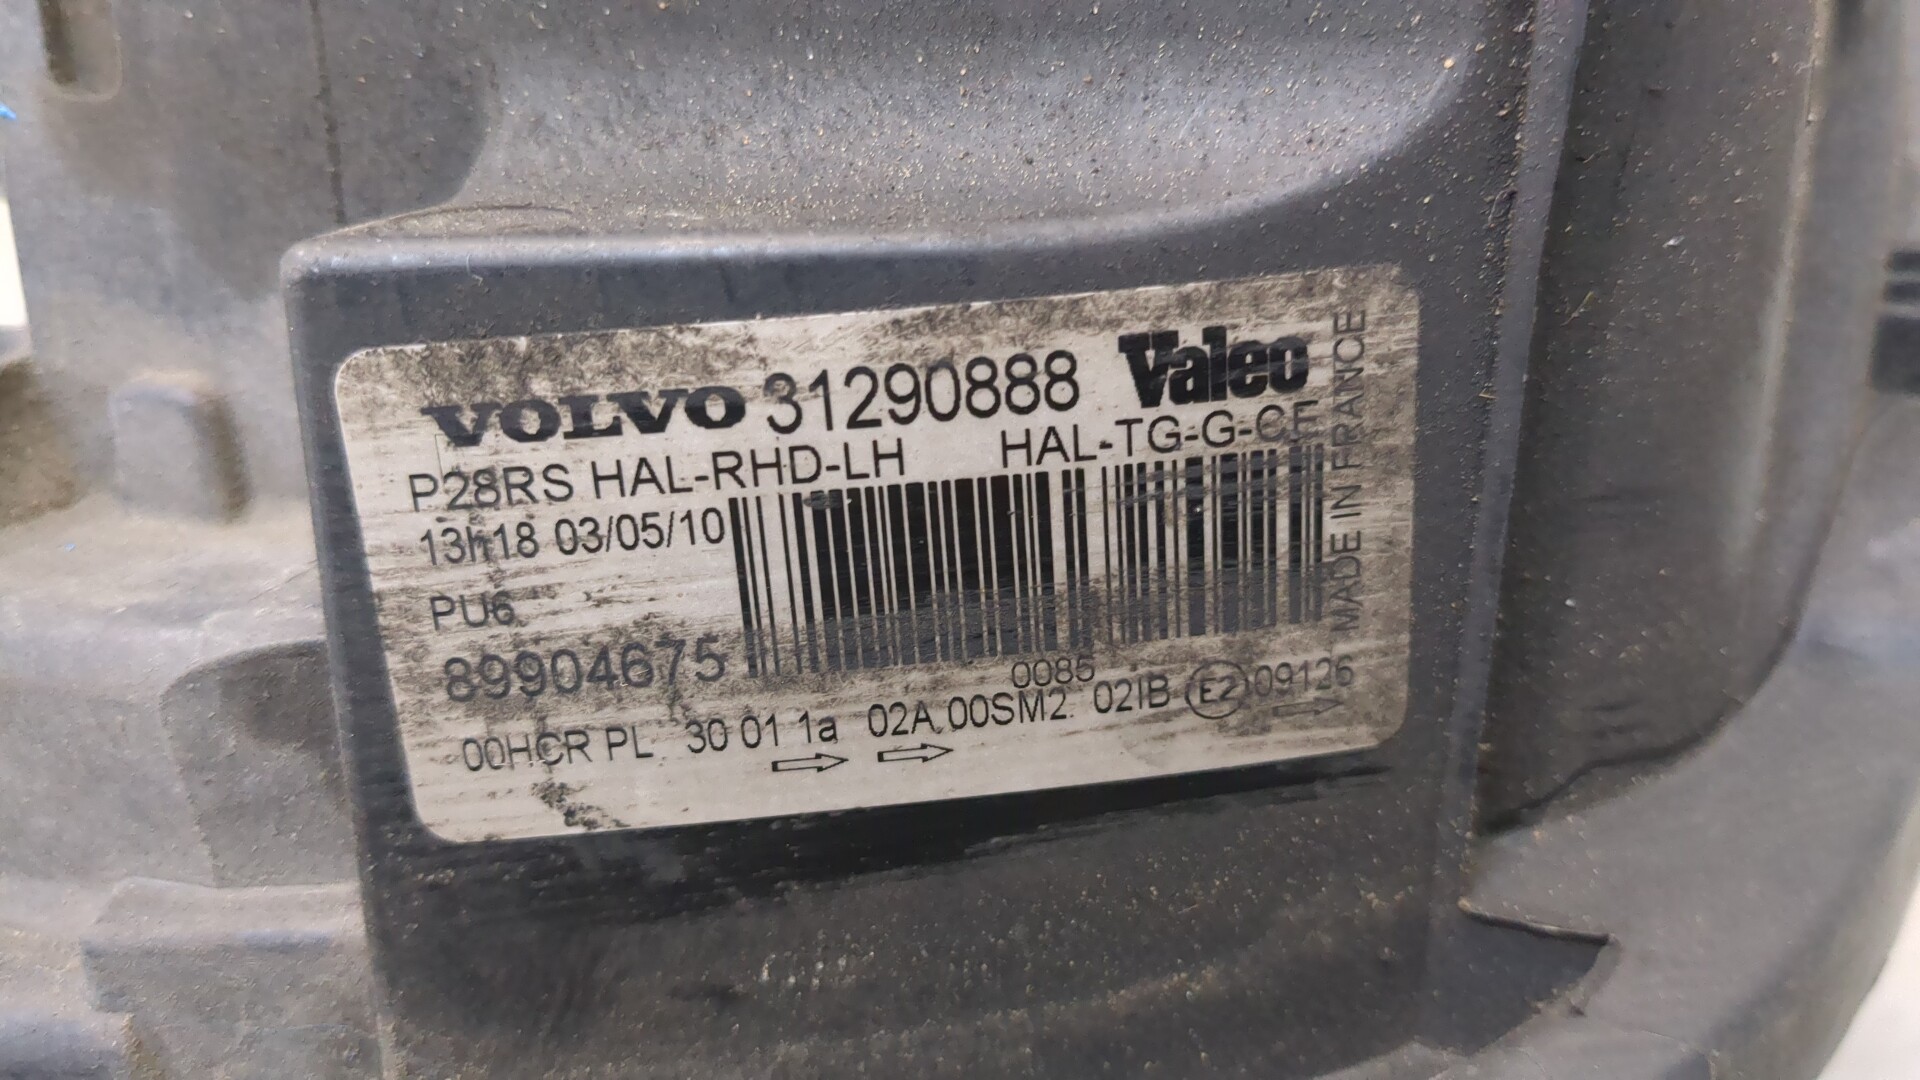 VOLVO 31290888 Valeo
P28RS HAL-RHD-LH HAL-TG-G-CE
13h18 03/05/10
PU6
89904675
0085
00HCR PL 30 01 1a 02A 00SM2 02IB E2 09126
MADE IN FRANCE